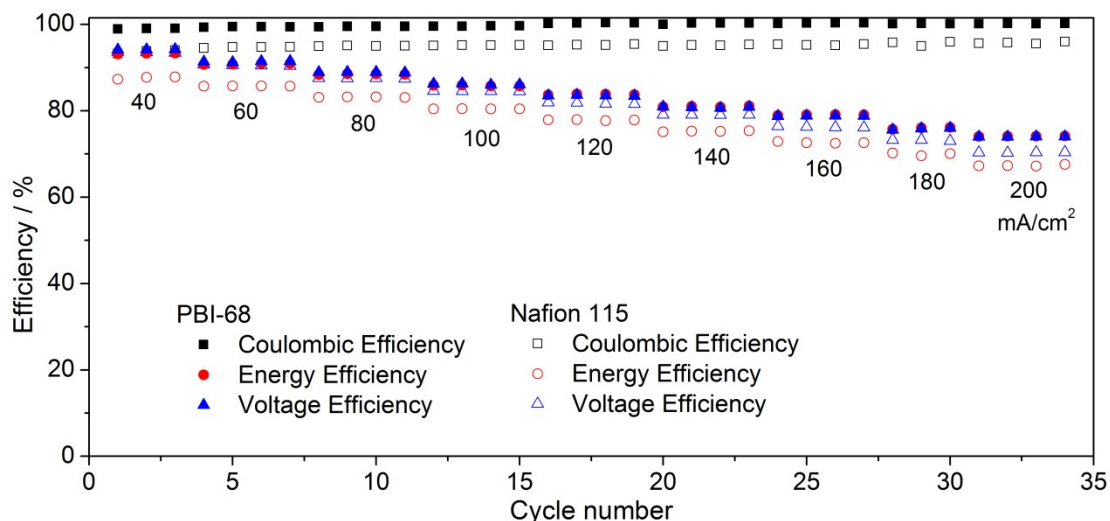 100
80
60
40
20
0
Efficiency / %
40
60
80
100
120
140
160
180
200
mA/cm²
PBI-68
Coulombic Efficiency
Energy Efficiency
Voltage Efficiency
Nafion 115
Coulombic Efficiency
Energy Efficiency
Voltage Efficiency
0 5 10 15 20 25 30 35
Cycle number